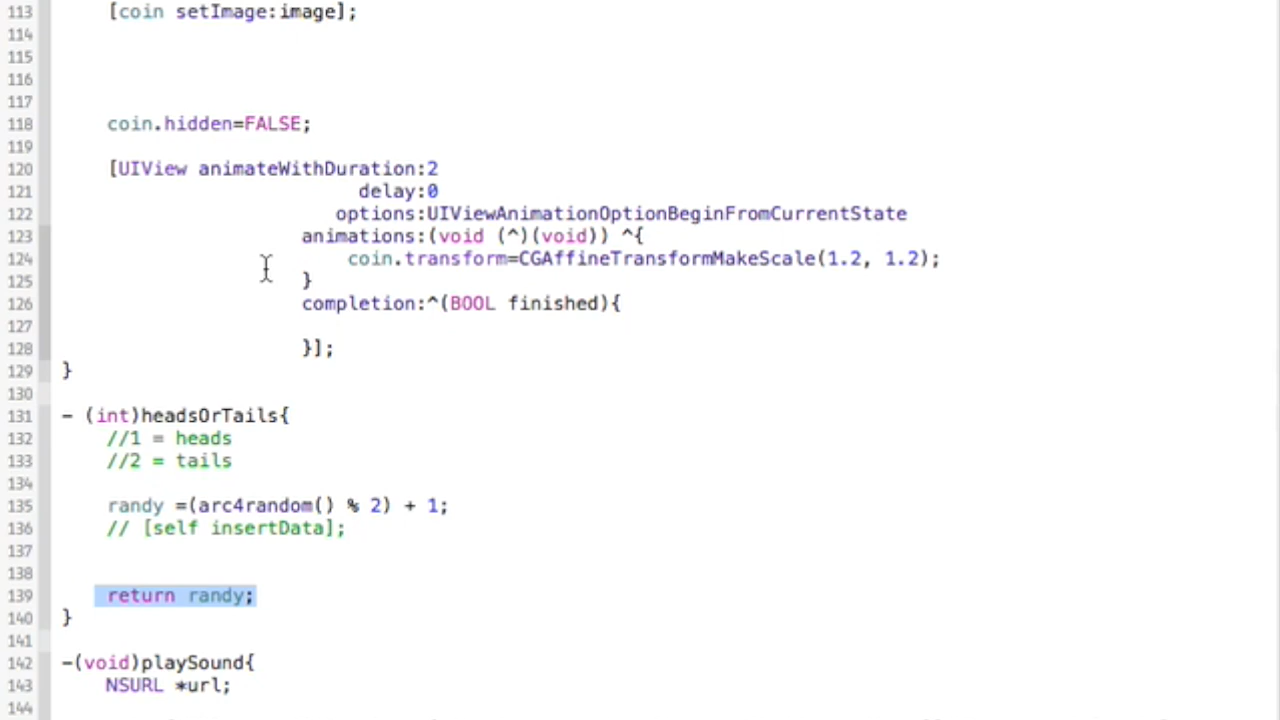 113 [coin setImage:image];
114
115
116
117
118 coin.hidden=FALSE;
119
120 [UIView animateWithDuration:2
121 delay:0
122 options:UIViewAnimationOptionBeginFromCurrentState
123 animations:(void (^)(void)) ^{
124 coin.transform=CGAffineTransformMakeScale(1.2, 1.2);
125 }
126 completion:^(BOOL finished){
127
128 }];
129 }
130
131 - (int)headsOrTails{
132 //1 = heads
133 //2 = tails
134
135 randy =(arc4random() % 2) + 1;
136 // [self insertData];
137
138
139 return randy;
140 }
141
142 -(void)playSound{
143 NSURL *url;
144